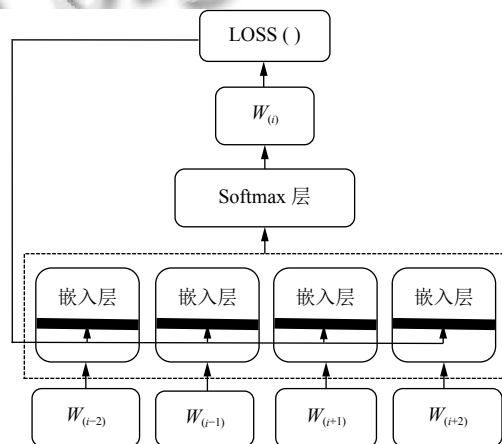 LOSS ( )
W(i)
Softmax 层
嵌入层 嵌入层 嵌入层 嵌入层
W(i−2) W(i−1) W(i+1) W(i+2)